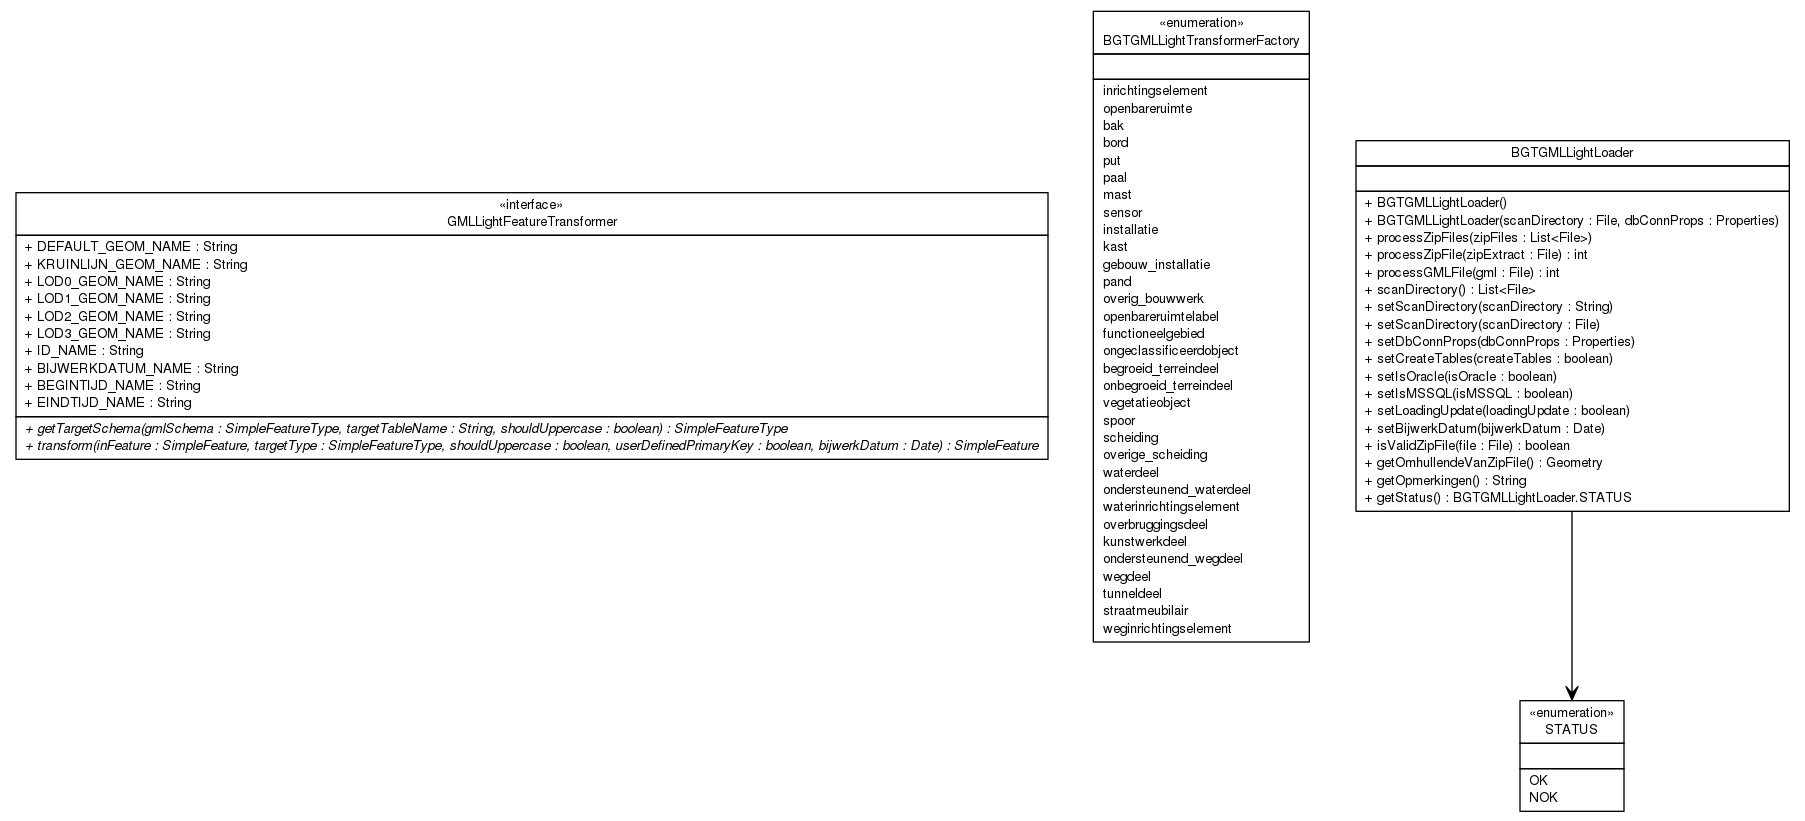 «interface»
GMLLightFeatureTransformer
+ DEFAULT_GEOM_NAME : String
+ KRUINLIJN_GEOM_NAME : String
+ LOD0_GEOM_NAME : String
+ LOD1_GEOM_NAME : String
+ LOD2_GEOM_NAME : String
+ LOD3_GEOM_NAME : String
+ ID_NAME : String
+ BIJWERKDATUM_NAME : String
+ BEGINTIJD_NAME : String
+ EINDTIJD_NAME : String
+ getTargetSchema(gmlSchema : SimpleFeatureType, targetTableName : String, shouldUppercase : boolean) : SimpleFeatureType
+ transform(inFeature : SimpleFeature, targetType : SimpleFeatureType, shouldUppercase : boolean, userDefinedPrimaryKey : boolean, bijwerkDatum : Date) : SimpleFeature
«enumeration»
BGTGMLLightTransformerFactory
inrichtingselement
openbareruimte
bak
bord
put
paal
mast
sensor
installatie
kast
gebouw_installatie
pand
overig_bouwwerk
openbareruimtelabel
functioneelgebied
ongeclassificeerdobject
begroeid_terreindeel
onbegroeid_terreindeel
vegetatieobject
spoor
scheiding
overige_scheiding
waterdeel
ondersteunend_waterdeel
waterinrichtingselement
overbruggingsdeel
kunstwerkdeel
ondersteunend_wegdeel
wegdeel
tunneldeel
straatmeubilair
weginrichtingselement
BGTGMLLightLoader
+ BGTGMLLightLoader()
+ BGTGMLLightLoader(scanDirectory : File, dbConnProps : Properties)
+ processZipFiles(zipFiles : List<File>)
+ processZipFile(zipExtract : File) : int
+ processGMLFile(gml : File) : int
+ scanDirectory() : List<File>
+ setScanDirectory(scanDirectory : String)
+ setScanDirectory(scanDirectory : File)
+ setDbConnProps(dbConnProps : Properties)
+ setCreateTables(createTables : boolean)
+ setIsOracle(isOracle : boolean)
+ setIsMSSQL(isMSSQL : boolean)
+ setLoadingUpdate(loadingUpdate : boolean)
+ setBijwerkDatum(bijwerkDatum : Date)
+ isValidZipFile(file : File) : boolean
+ getOmhullendeVanZipFile() : Geometry
+ getOpmerkingen() : String
+ getStatus() : BGTGMLLightLoader.STATUS
«enumeration»
STATUS
OK
NOK